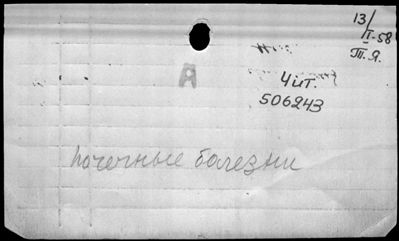 13/
I-58
Т.Я.
А
Чит.
506243
почечные болезни